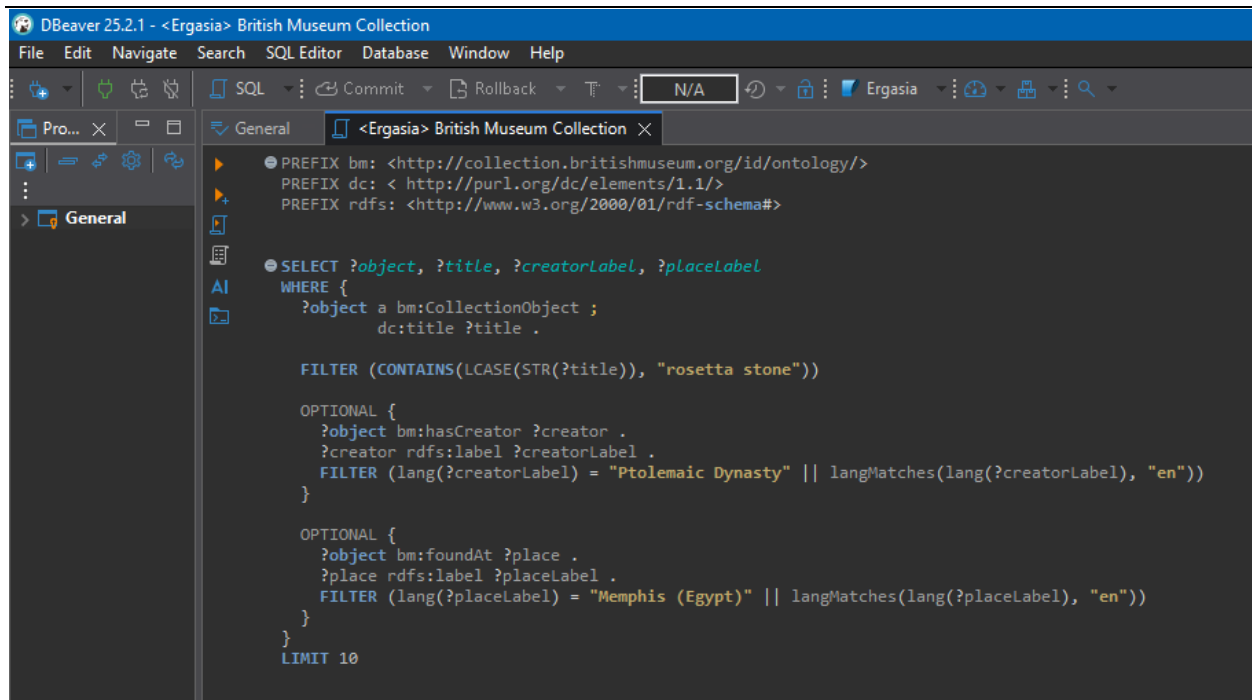 DBeaver 25.2.1 - <Ergasia> British Museum Collection
File Edit Navigate Search SQL Editor Database Window Help
SQL Commit Rollback N/A Ergasia
Pro... General <Ergasia> British Museum Collection
General
PREFIX bm: <http://collection.britishmuseum.org/id/ontology/>
PREFIX dc: < http://purl.org/dc/elements/1.1/>
PREFIX rdfs: <http://www.w3.org/2000/01/rdf-schema#>
SELECT ?object, ?title, ?creatorLabel, ?placeLabel
AI
WHERE {
?object a bm:CollectionObject ;
dc:title ?title .
FILTER (CONTAINS(LCASE(STR(?title)), "rosetta stone"))
OPTIONAL {
?object bm:hasCreator ?creator .
?creator rdfs:label ?creatorLabel .
FILTER (lang(?creatorLabel) = "Ptolemaic Dynasty" || langMatches(lang(?creatorLabel), "en"))
}
OPTIONAL {
?object bm:foundAt ?place .
?place rdfs:label ?placeLabel .
FILTER (lang(?placeLabel) = "Memphis (Egypt)" || langMatches(lang(?placeLabel), "en"))
}
}
LIMIT 10